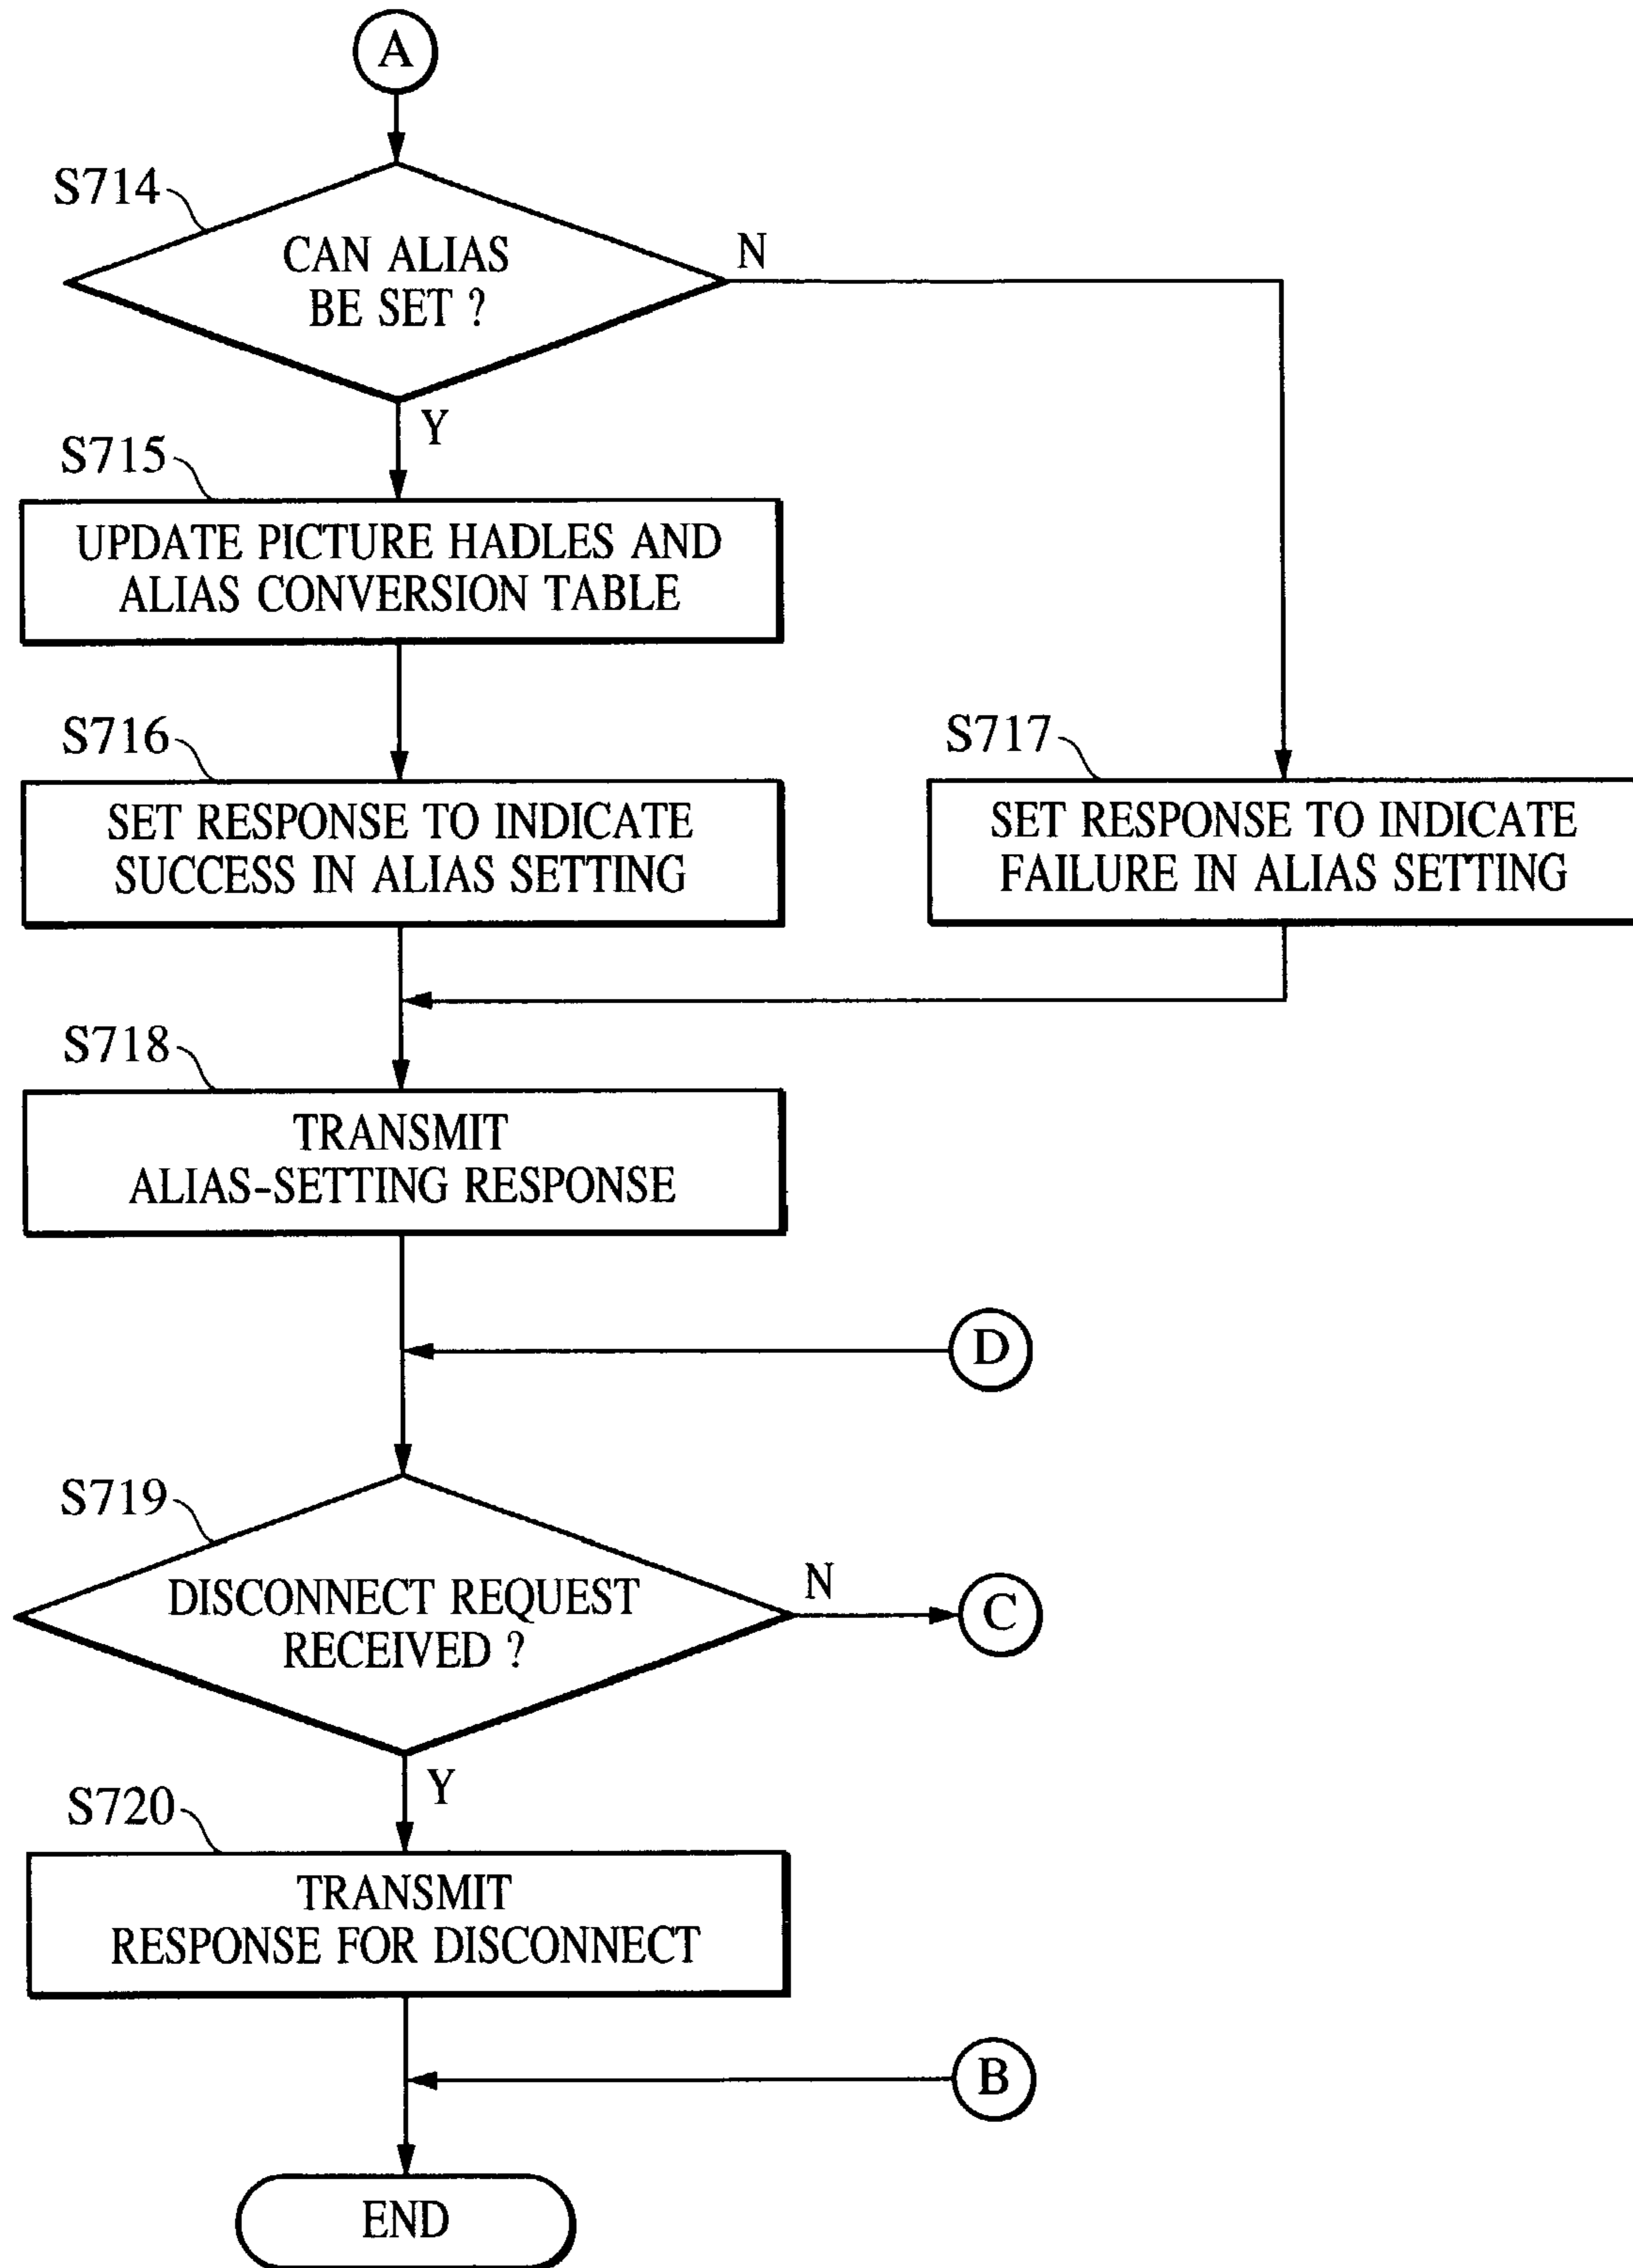 A
S714
CAN ALIAS
BE SET ?
N
Y
S715
UPDATE PICTURE HADLES AND
ALIAS CONVERSION TABLE
S716
SET RESPONSE TO INDICATE
SUCCESS IN ALIAS SETTING
S717
SET RESPONSE TO INDICATE
FAILURE IN ALIAS SETTING
S718
TRANSMIT
ALIAS-SETTING RESPONSE
D
S719
DISCONNECT REQUEST
RECEIVED ?
N
C
Y
S720
TRANSMIT
RESPONSE FOR DISCONNECT
B
END